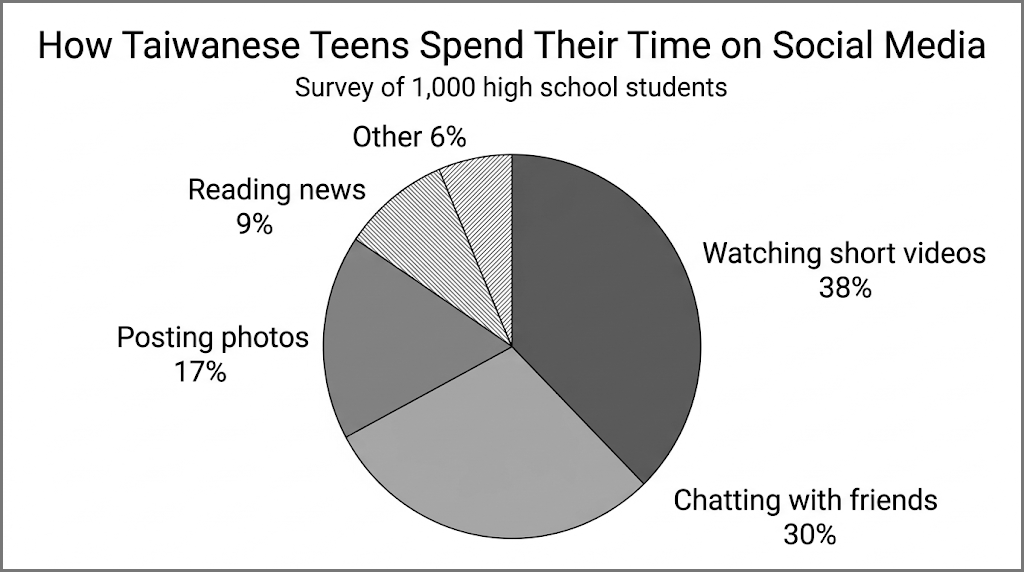 How Taiwanese Teens Spend Their Time on Social Media
Survey of 1,000 high school students
Other 6%
Reading news
9%
Watching short videos
38%
Posting photos
17%
Chatting with friends
30%